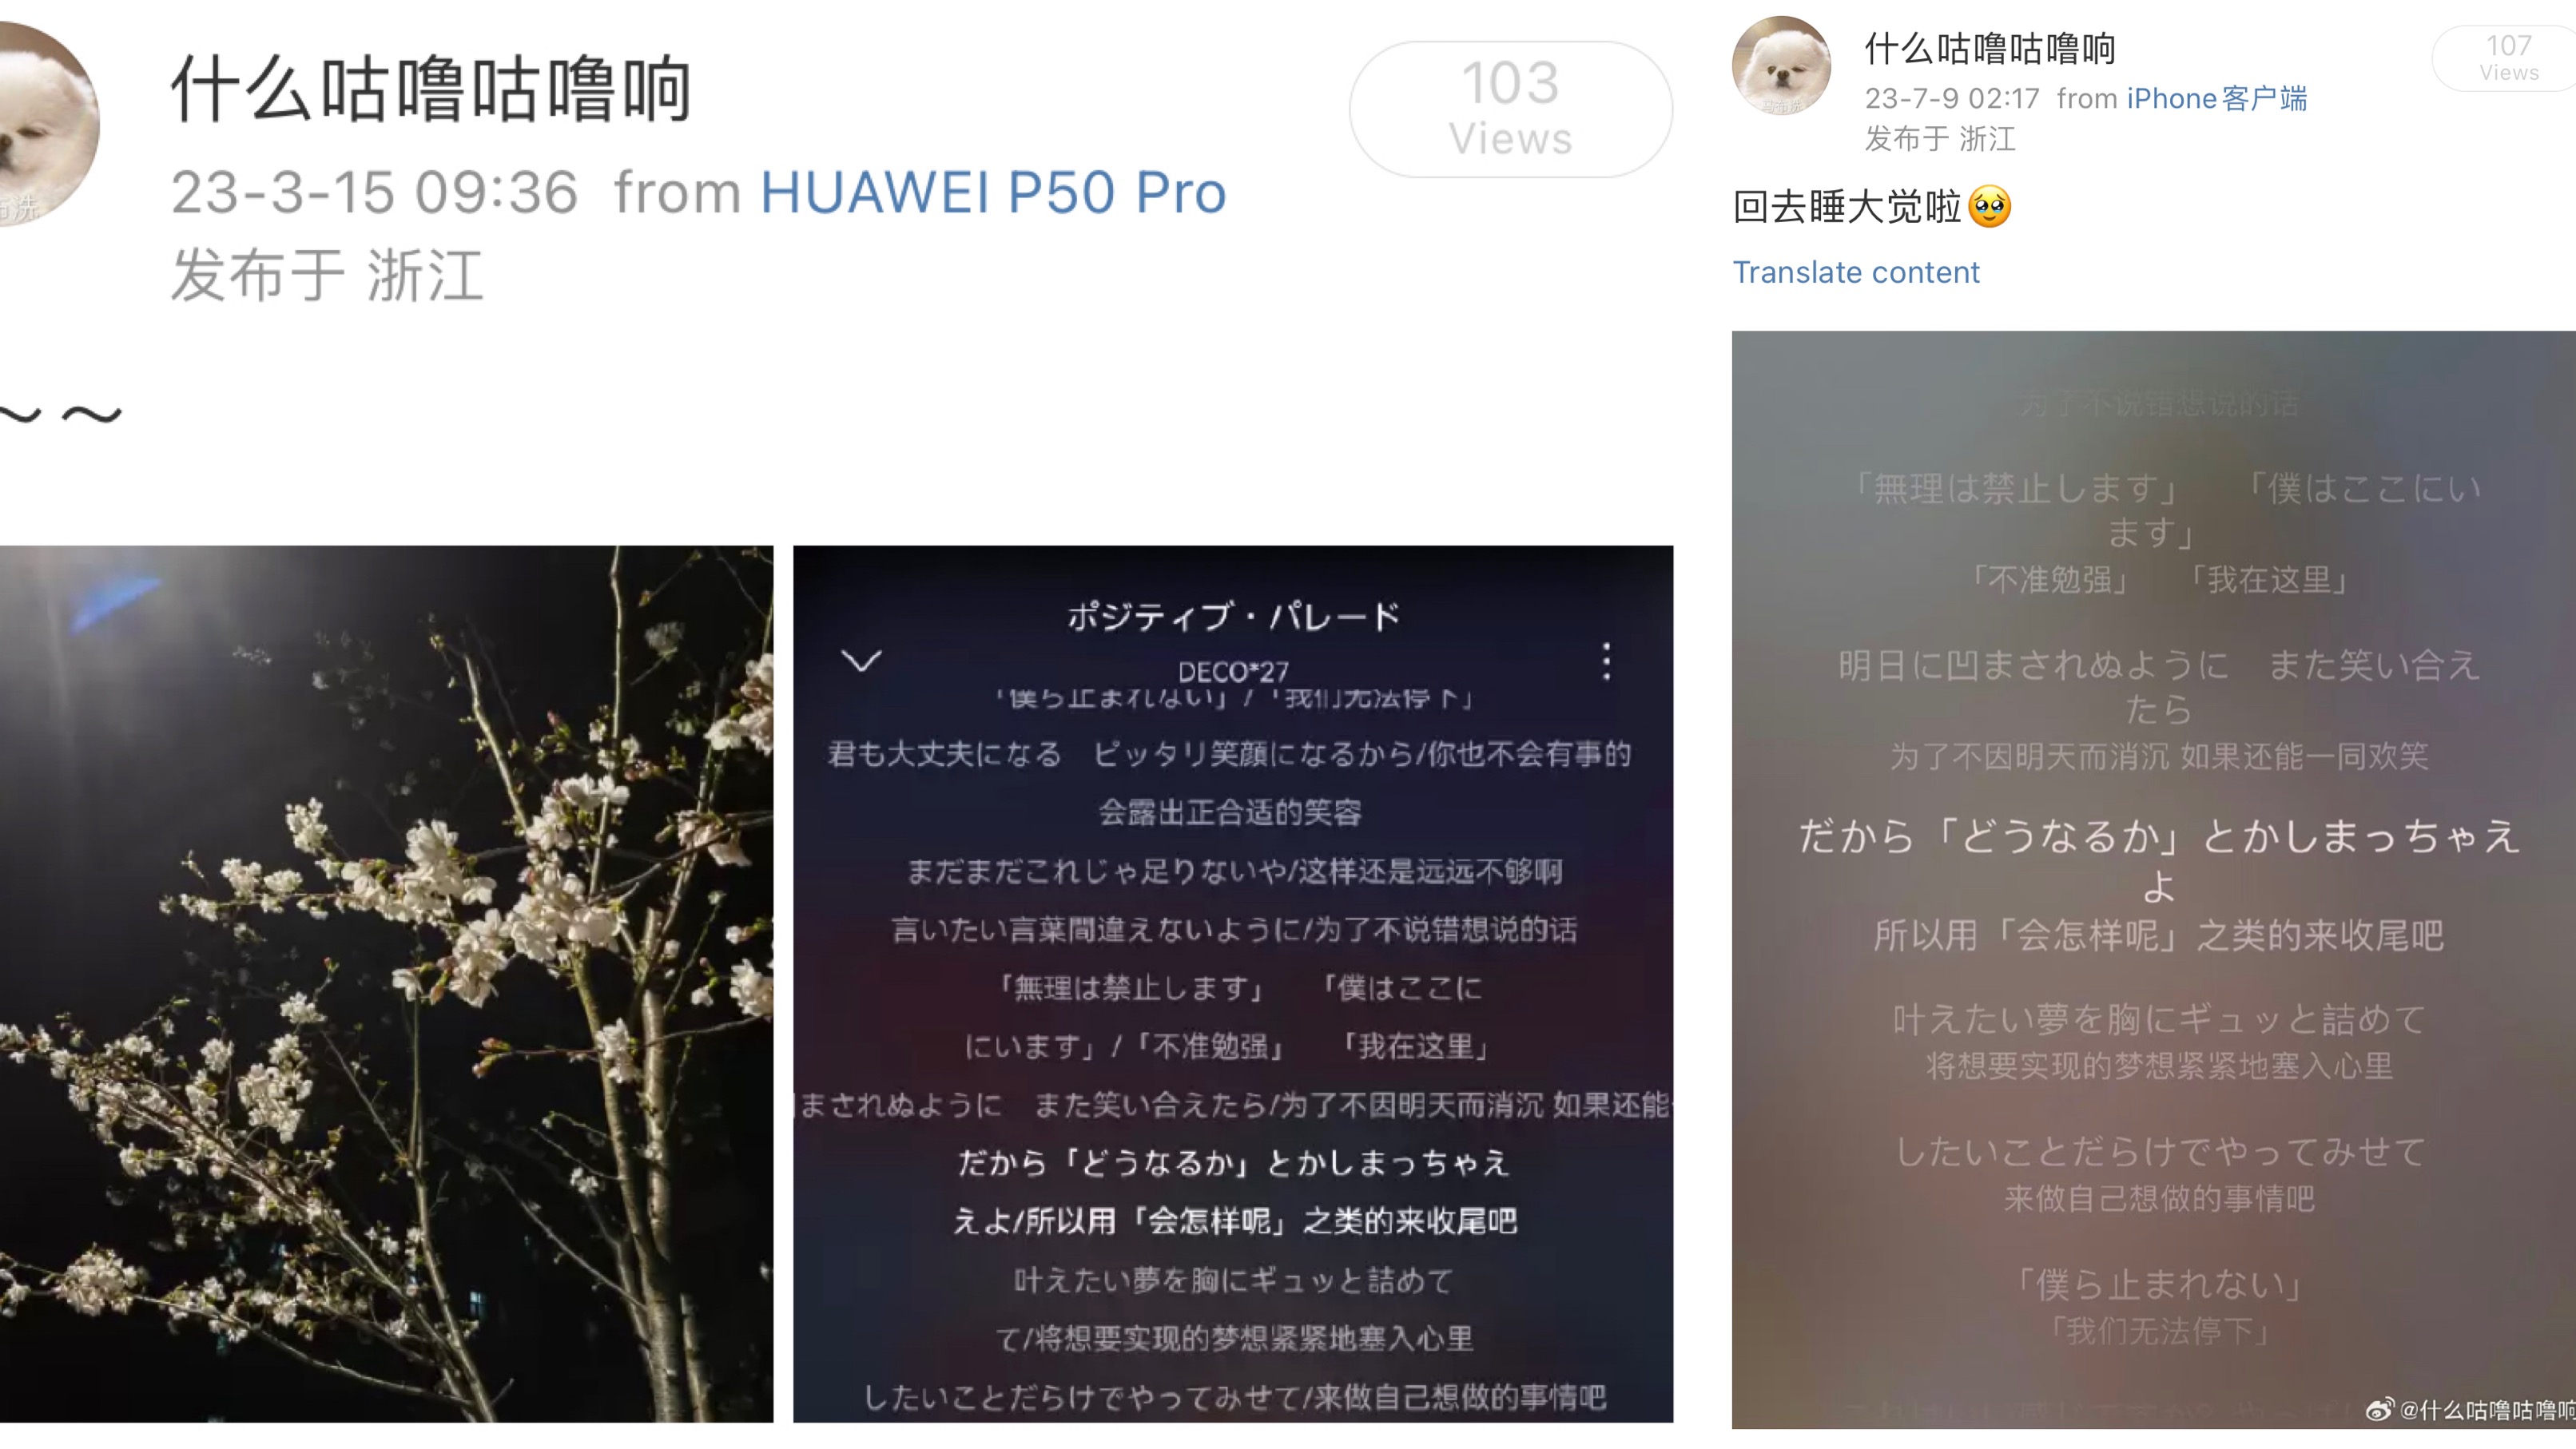 什么咕噜咕噜响
103
Views
23-3-15 09:36 from HUAWEI P50 Pro
发布于 浙江
～～
ポジティブ・パレード
DECO*27
「僕ら止まれない」/「我们无法停下」
君も大丈夫になる　ピッタリ笑顔になるから/你也不会有事的
会露出正合适的笑容
まだまだこれじゃ足りないや/这样还是远远不够啊
言いたい言葉間違えないように/为了不说错想说的话
「無理は禁止します」　「僕はここに
にいます」/「不准勉强」　「我在这里」
まされぬように　また笑い合えたら/为了不因明天而消沉 如果还能
だから「どうなるか」とかしまっちゃえ
えよ/所以用「会怎样呢」之类的来收尾吧
叶えたい夢を胸にギュッと詰めて
て/将想要实现的梦想紧紧地塞入心里
したいことだらけでやってみせて/来做自己想做的事情吧
什么咕噜咕噜响
107
Views
23-7-9 02:17 from iPhone客户端
发布于 浙江
回去睡大觉啦🥹
Translate content
为了不说错想说的话
「無理は禁止します」　「僕はここにい
ます」
「不准勉强」　「我在这里」
明日に凹まされぬように　また笑い合え
たら
为了不因明天而消沉 如果还能一同欢笑
だから「どうなるか」とかしまっちゃえ
よ
所以用「会怎样呢」之类的来收尾吧
叶えたい夢を胸にギュッと詰めて
将想要实现的梦想紧紧地塞入心里
したいことだらけでやってみせて
来做自己想做的事情吧
「僕ら止まれない」
「我们无法停下」
@什么咕噜咕噜响